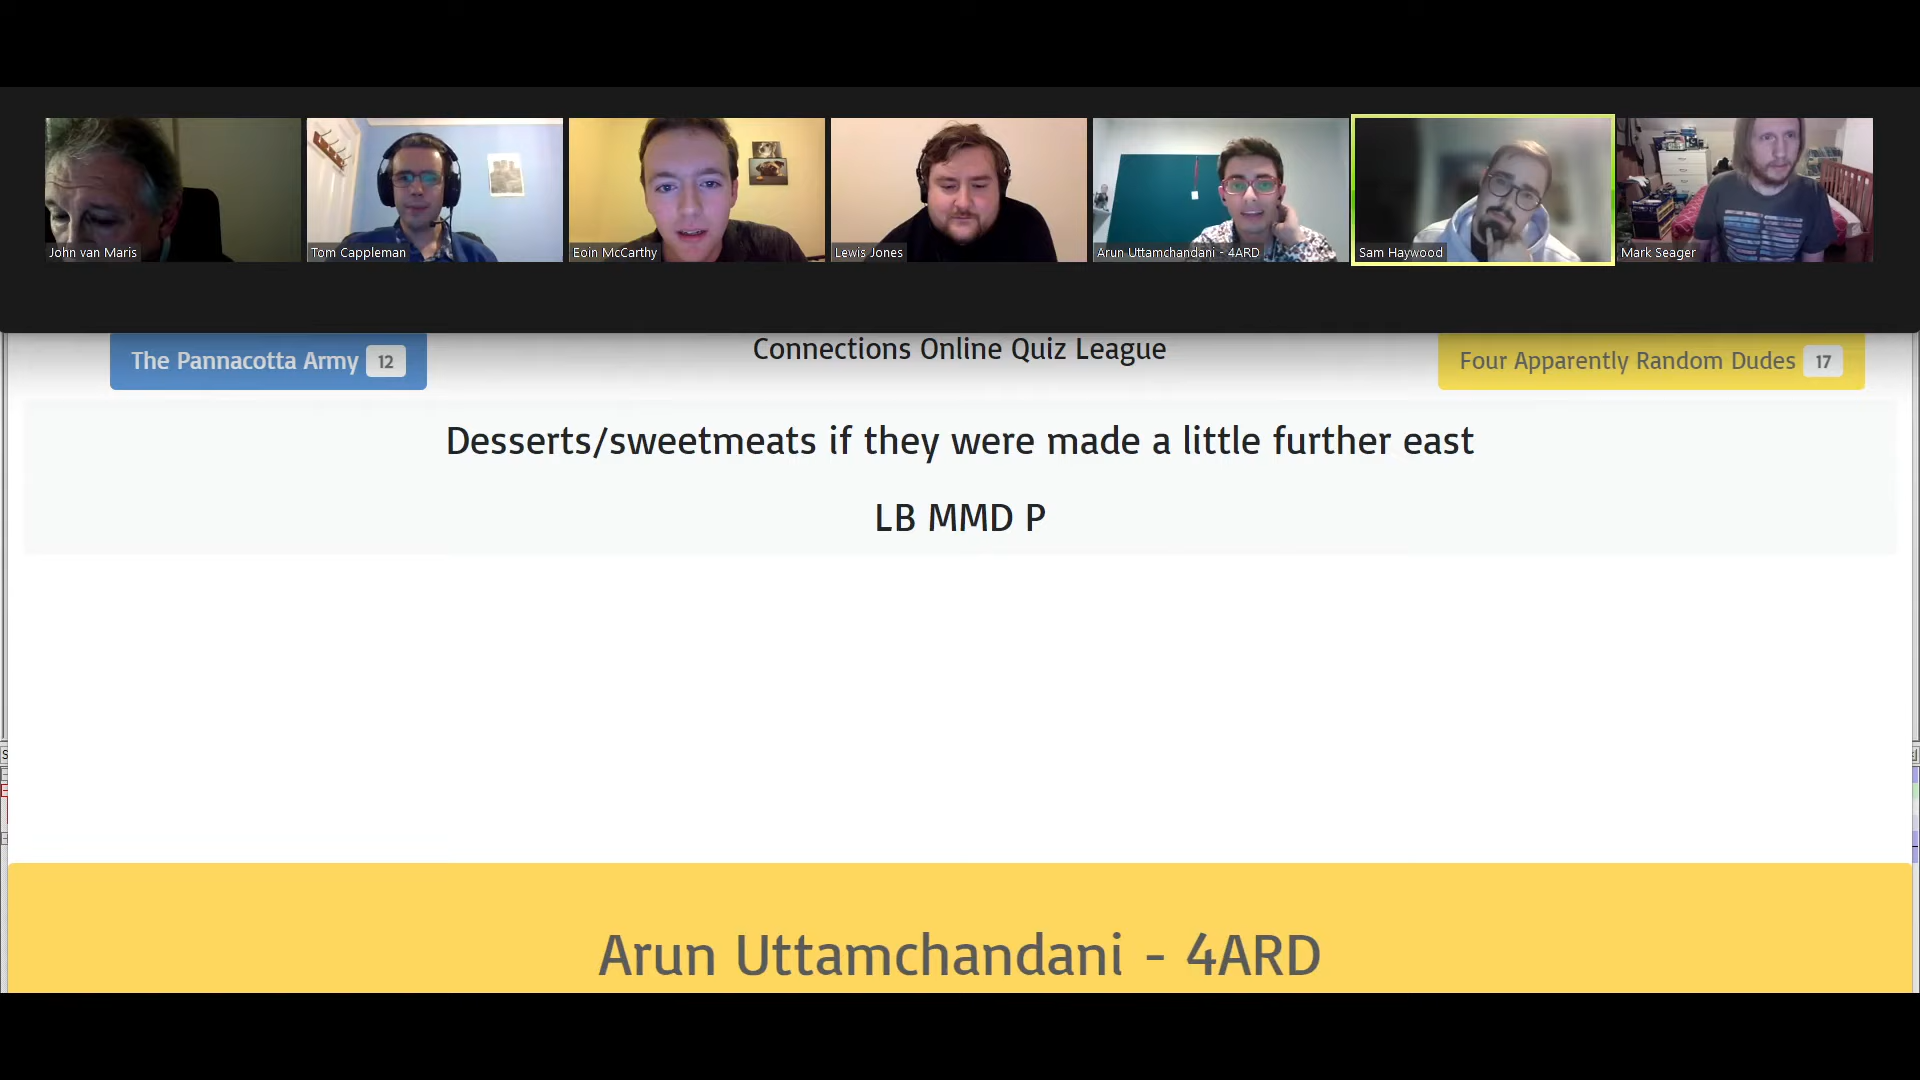 John van Maris
Tom Cappleman
Eoin McCarthy
Lewis Jones
Arun Uttamchandani - 4ARD
Sam Haywood
Mark Seager
The Pannacotta Army 12
Connections Online Quiz League
Four Apparently Random Dudes 17
Desserts/sweetmeats if they were made a little further east
LB MMD P
Arun Uttamchandani - 4ARD